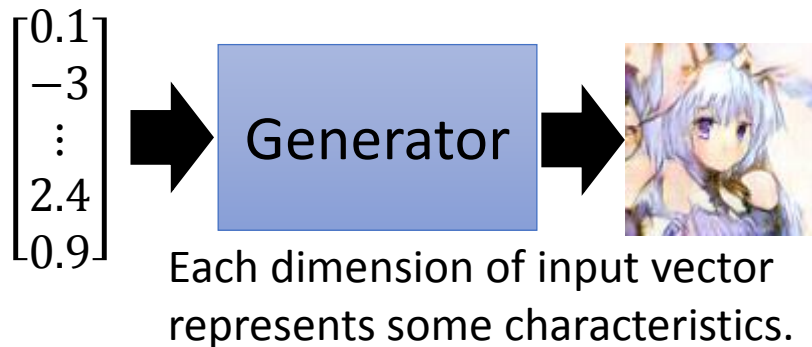 0.1
−3
⋮
2.4
0.9
Generator
Each dimension of input vector
represents some characteristics.